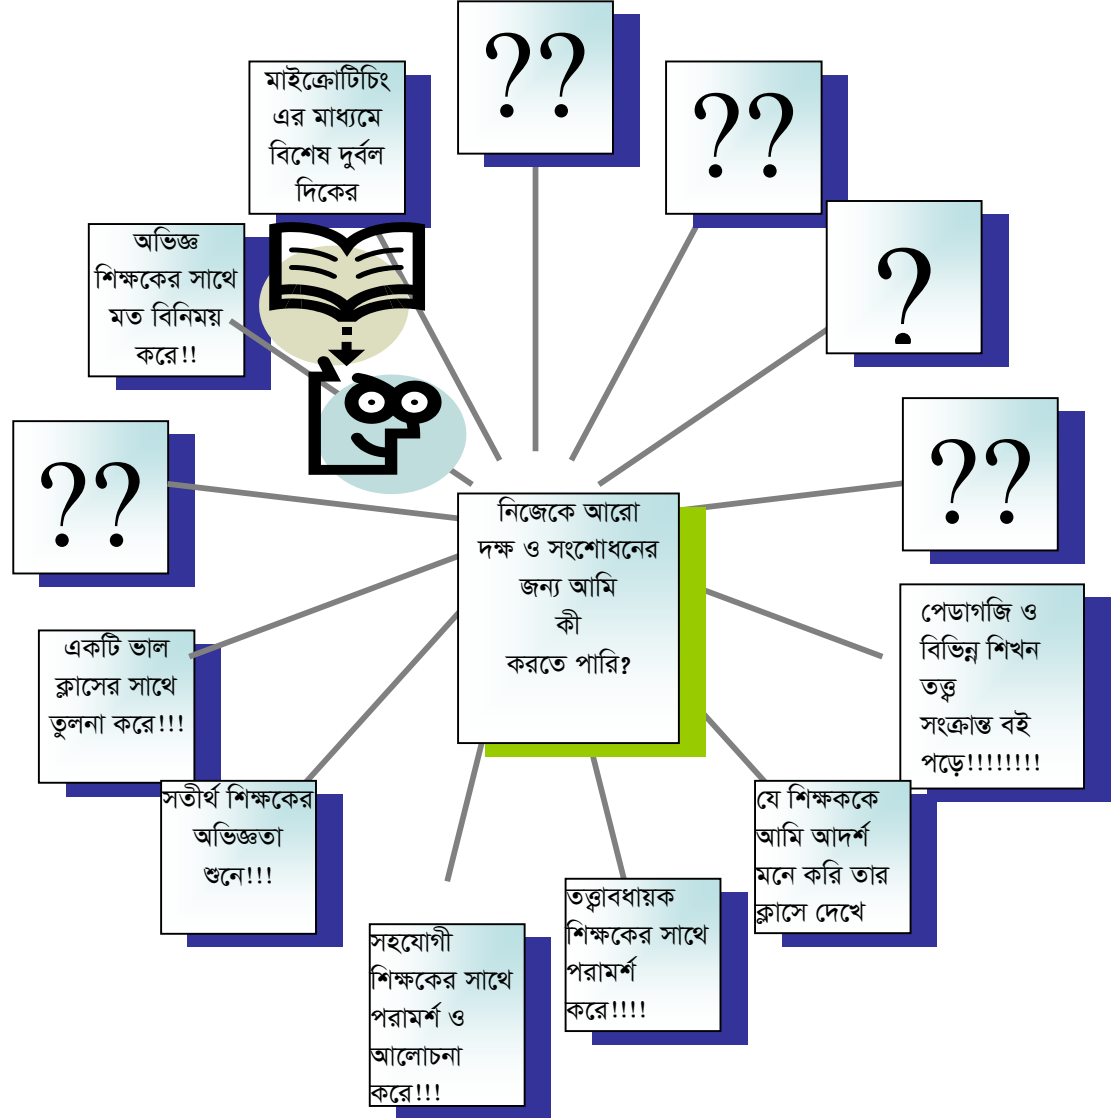 ??
??
মাইক্রোটিচিং
এর মাধ্যমে
বিশেষ দুর্বল
দিকের
?
অভিজ্ঞ
শিক্ষকের সাথে
মত বিনিময়
করে!!
??
??
নিজেকে আরো
দক্ষ ও সংশোধনের
জন্য আমি
কী
করতে পারি?
পেডাগজি ও
বিভিন্ন শিখন
তত্ত্ব
সংক্রান্ত বই
পড়ে!!!!!!!!
একটি ভাল
ক্লাসের সাথে
তুলনা করে!!!
সতীর্থ শিক্ষকের
অভিজ্ঞতা
শুনে!!!
যে শিক্ষককে
আমি আদর্শ
মনে করি তার
ক্লাসে দেখে
তত্ত্বাবধায়ক
শিক্ষকের সাথে
পরামর্শ
করে!!!!
সহযোগী
শিক্ষকের সাথে
পরামর্শ ও
আলোচনা
করে!!!